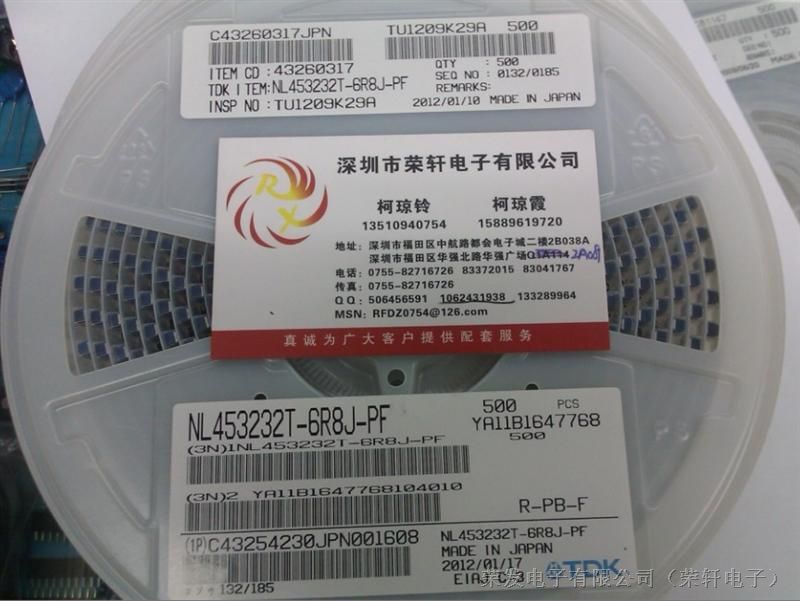 C43260317JPN
TU1209K29A 500
ITEM CD : 43260317
QTY : 500
SEQ NO : 0132/0185
TDK ITEM:NL453232T-6R8J-PF
REMARKS:
INSP NO : TU1209K29A
2012/01/10 MADE IN JAPAN
RX
深圳市荣轩电子有限公司
柯琼铃 柯琼霞
13510940754 15889619720
地址：深圳市福田区中航路都会电子城二楼2B038A
深圳市福田区华强北路华强广场 2A089
电话：0755-82716726 83372015 83041767
传真：0755-82716726
QQ：506456591 1062431938 133289964
MSN：RFDZ0754@126.com
真诚为广大客户提供配套服务
NL453232T-6R8J-PF
500 PCS
YA11B1647768
500
(3N)1NL453232T-6R8J-PF
(3N)2 YA11B1647768104010
R-PB-F
(1P)C43254230JPN001608
NL453232T-6R8J-PF
MADE IN JAPAN
2012/01/17
TDK
132/185
荣发电子有限公司（荣轩电子）